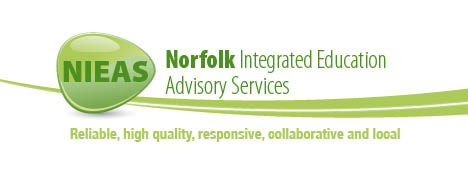 NIEAS
Norfolk Integrated Education
Advisory Services
Reliable, high quality, responsive, collaborative and local